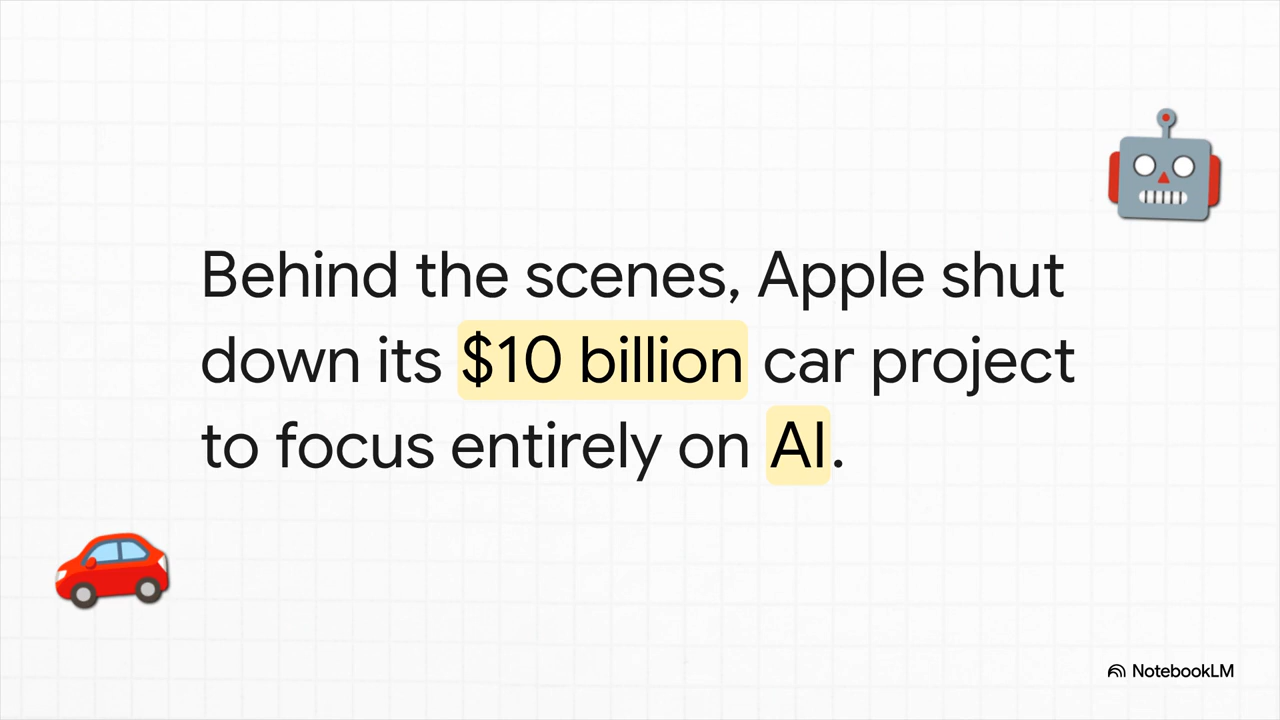 Behind the scenes, Apple shut
down its $10 billion car project
to focus entirely on AI.
NotebookLM